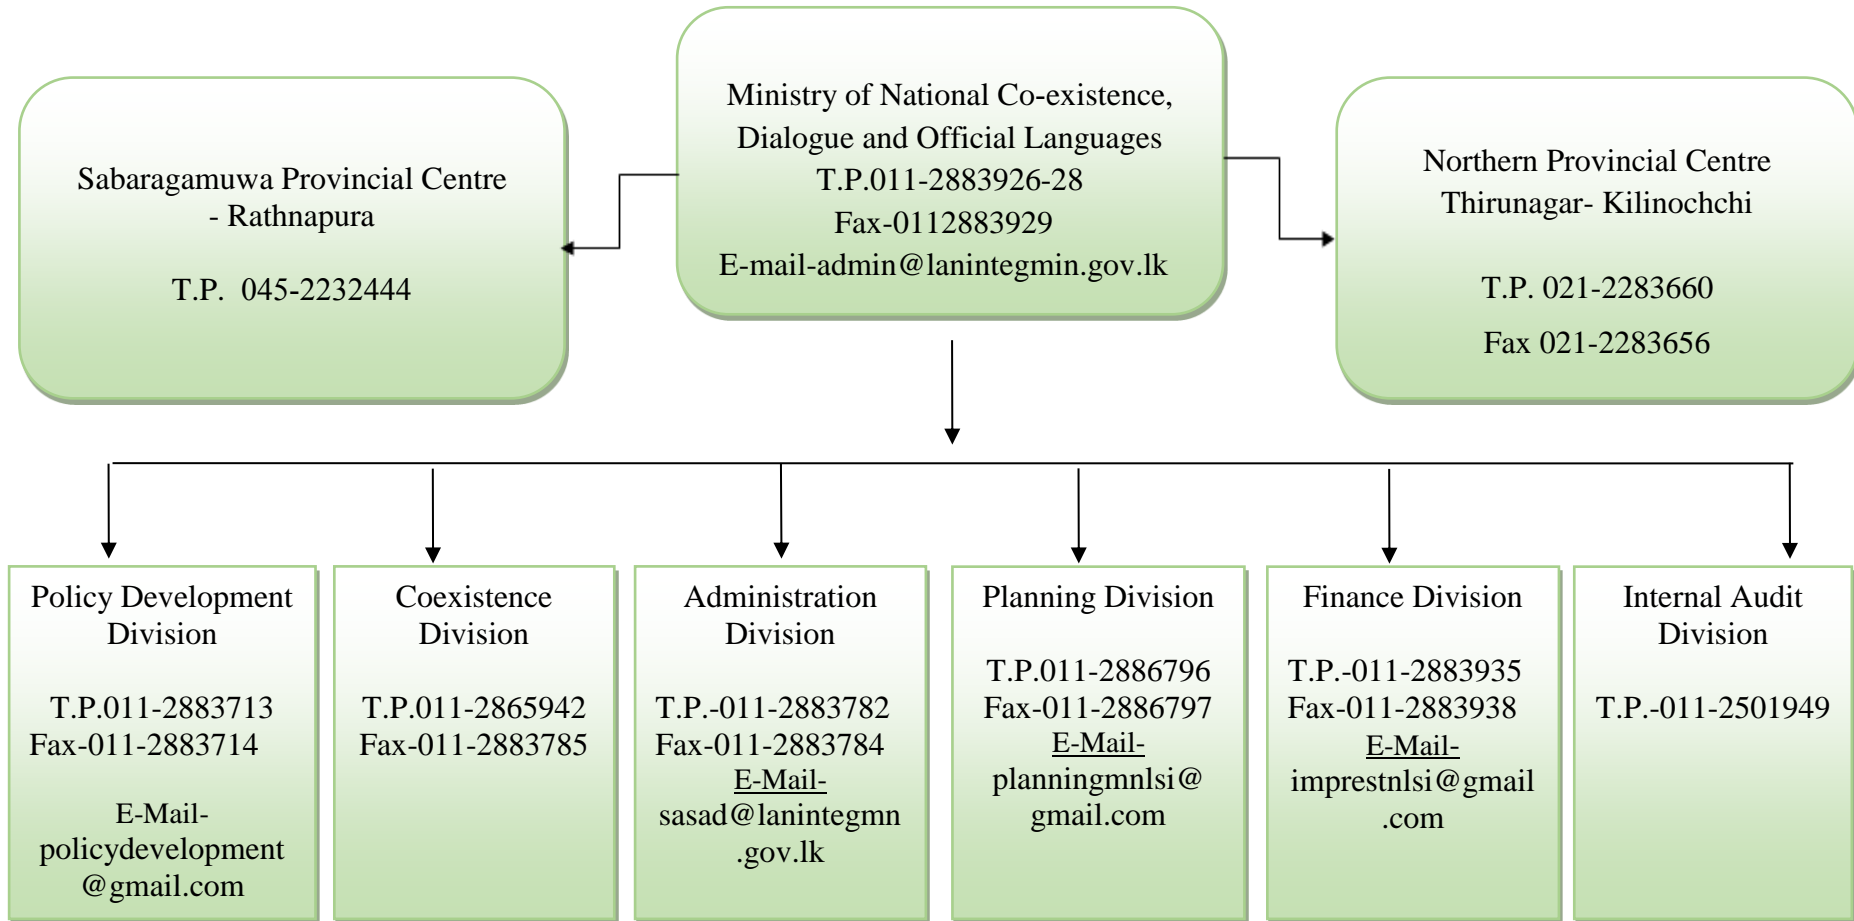 Ministry of National Co-existence,
Dialogue and Official Languages
T.P.011-2883926-28
Fax-0112883929
E-mail-admin@lanintegmin.gov.lk
Sabaragamuwa Provincial Centre
- Rathnapura
T.P.  045-2232444
Northern Provincial Centre
Thirunagar- Kilinochchi
T.P. 021-2283660
Fax 021-2283656
Policy Development
Division
T.P.011-2883713
Fax-011-2883714
E-Mail-
policydevelopment
@gmail.com
Coexistence
Division
T.P.011-2865942
Fax-011-2883785
Administration
Division
T.P.-011-2883782
Fax-011-2883784
E-Mail-
sasad@lanintegmn
.gov.lk
Planning Division
T.P.011-2886796
Fax-011-2886797
E-Mail-
planningmnlsi@
gmail.com
Finance Division
T.P.-011-2883935
Fax-011-2883938
E-Mail-
imprestnlsi@gmail
.com
Internal Audit
Division
T.P.-011-2501949